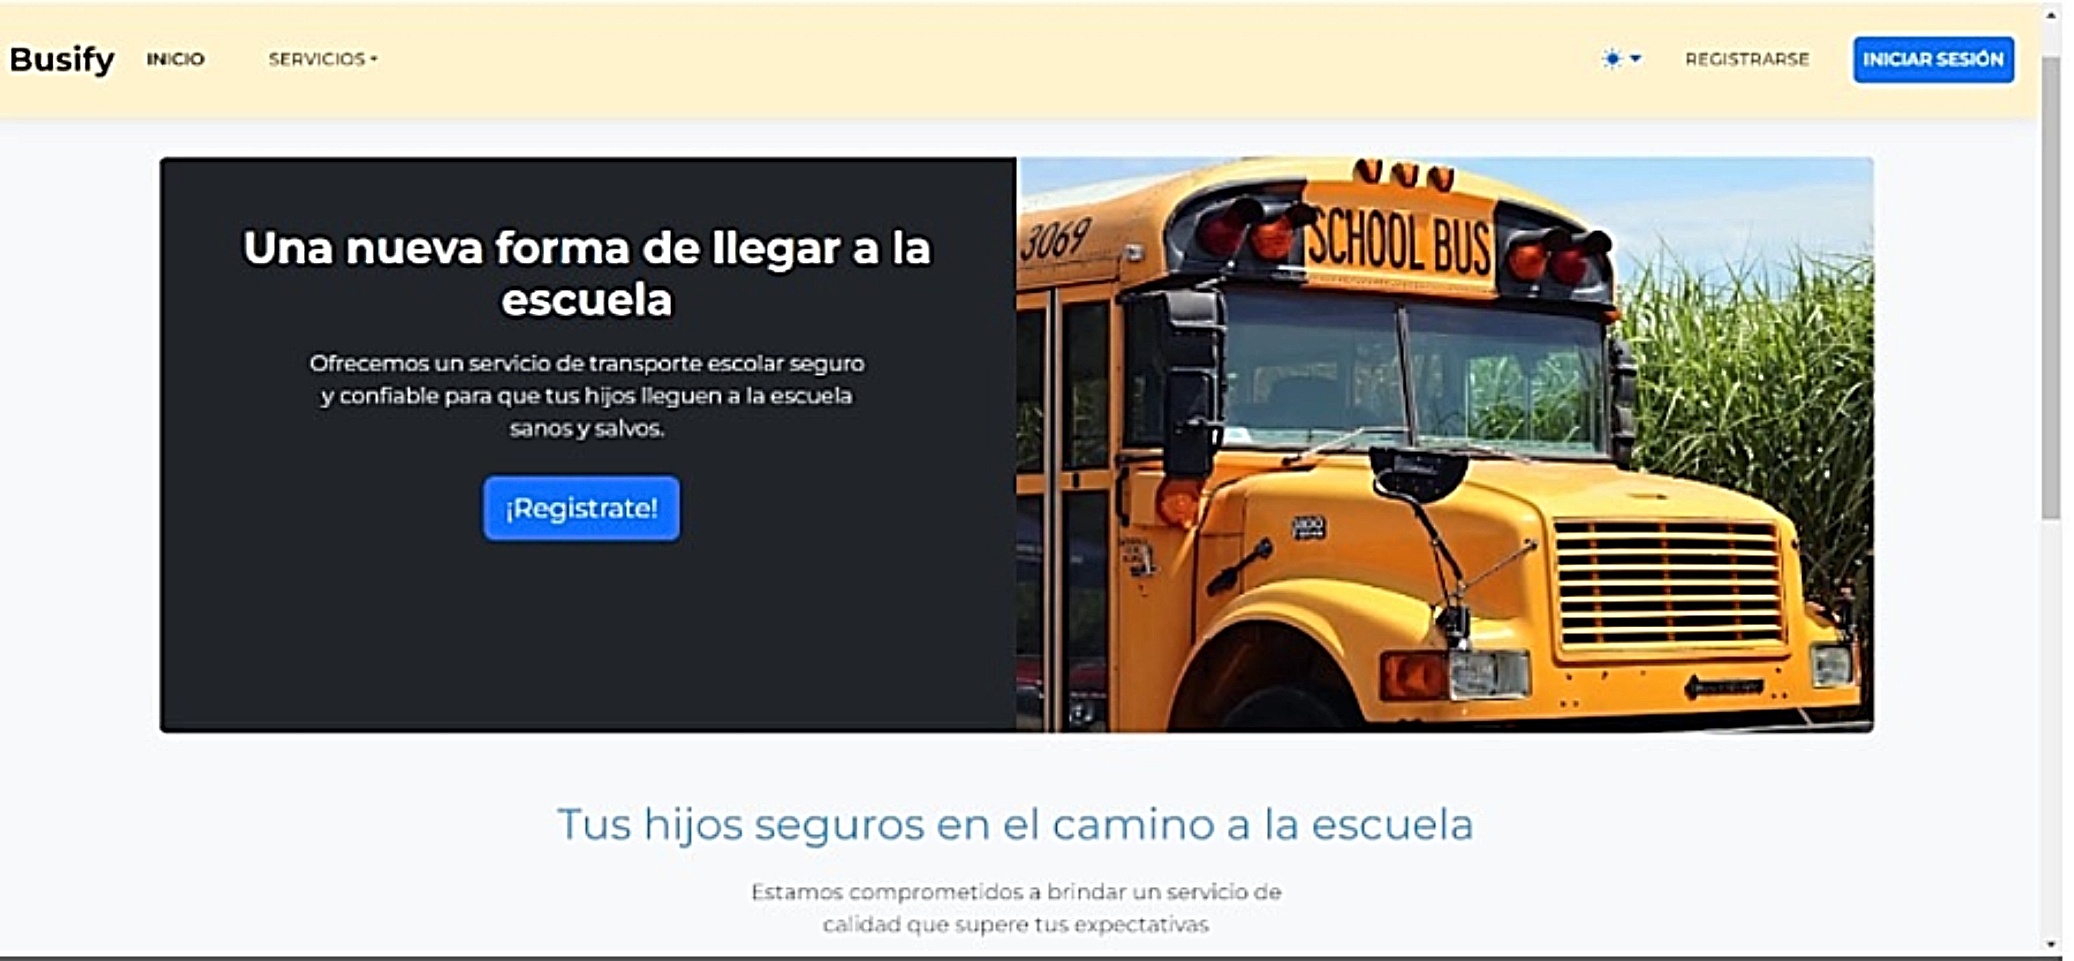 Busify INICIO SERVICIOS REGISTRARSE INICIAR SESIÓN
Una nueva forma de llegar a la
escuela
Ofrecemos un servicio de transporte escolar seguro
y confiable para que tus hijos lleguen a la escuela
sanos y salvos.
¡Registrate!
3069
SCHOOL BUS
Tus hijos seguros en el camino a la escuela
Estamos comprometidos a brindar un servicio de
calidad que supere tus expectativas